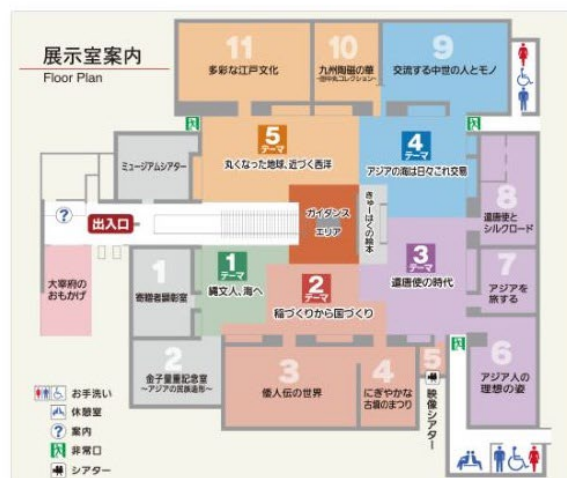 展示室案内
Floor Plan
11
多彩な江戸文化
10
九州陶磁の華
9
交流する中世の人とモノ
5
テーマ
丸くなった地球、近づく西洋
4
テーマ
アジアの海は日々これ交易
ミュージアムシアター
8
遣唐使と
シルクロード
?
出入口
ガイダンス
エリア
きゅーはくの絵本
大宰府の
おもかげ
1
寄贈者顕彰室
1
テーマ
縄文人、海へ
2
テーマ
稲づくりから国づくり
3
テーマ
遣唐使の時代
7
アジアを
旅する
2
金子量重記念室
～アジアの民族造形～
3
倭人伝の世界
4
にぎやかな
古墳のまつり
5
映像シアター
6
アジア人の
理想の姿
お手洗い
休憩室
? 案内
非常口
シアター